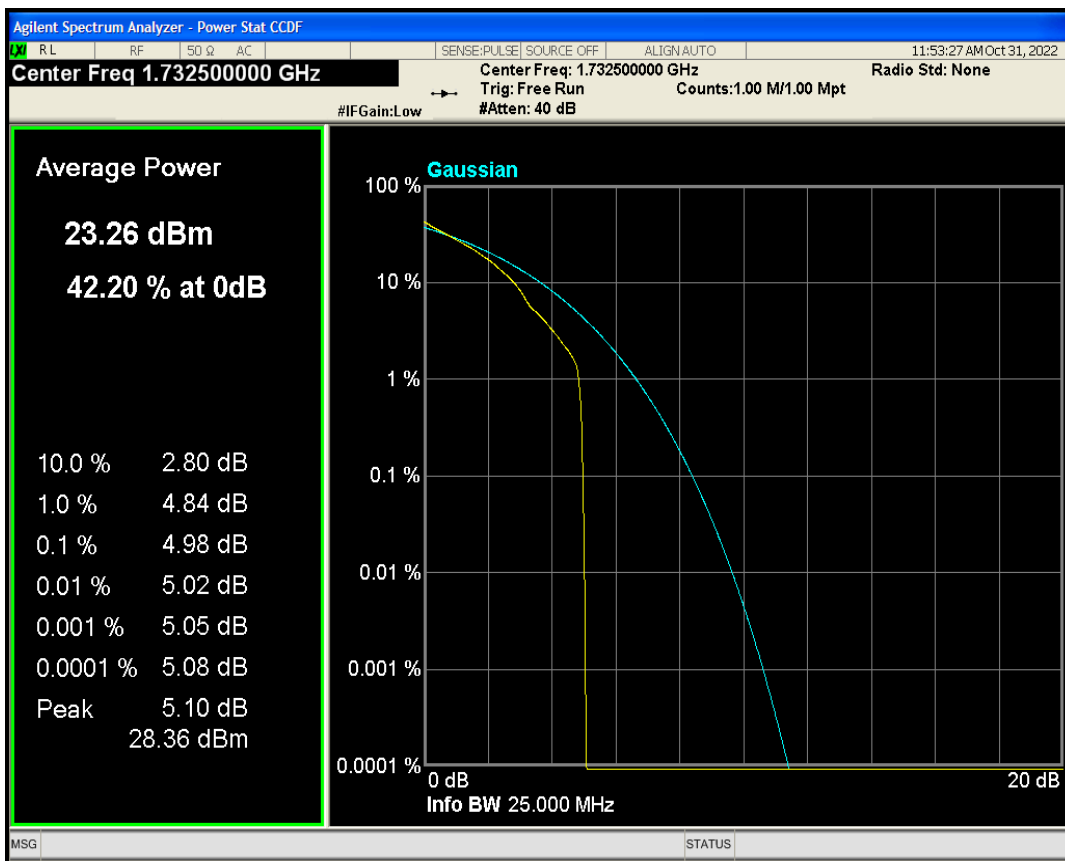 Agilent Spectrum Analyzer - Power Stat CCDF
LXI RL RF 50 Ω AC SENSE:PULSE SOURCE OFF ALIGN AUTO 11:53:27 AM Oct 31, 2022
Center Freq 1.732500000 GHz Center Freq: 1.732500000 GHz Radio Std: None
Trig: Free Run Counts:1.00 M/1.00 Mpt
#IFGain:Low #Atten: 40 dB
Average Power
23.26 dBm
42.20 % at 0dB
10.0 % 2.80 dB
1.0 % 4.84 dB
0.1 % 4.98 dB
0.01 % 5.02 dB
0.001 % 5.05 dB
0.0001 % 5.08 dB
Peak 5.10 dB
28.36 dBm
Gaussian
100 %
10 %
1 %
0.1 %
0.01 %
0.001 %
0.0001 %
0 dB 20 dB
Info BW 25.000 MHz
MSG STATUS